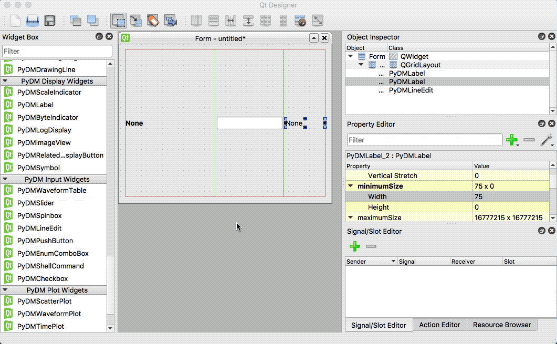 Qt Designer
Widget Box
Filter
PyDMDrawingLine
PyDM Display Widgets
PyDMScaleIndicator
PyDMLabel
PyDMByteIndicator
PyDMLogDisplay
PyDMImageView
PyDMRelated...splayButton
PyDMSymbol
PyDM Input Widgets
PyDMWaveformTable
PyDMSlider
PyDMSpinbox
PyDMLineEdit
PyDMPushButton
PyDMEnumComboBox
PyDMShellCommand
PyDMCheckbox
PyDM Plot Widgets
PyDMScatterPlot
PyDMWaveformPlot
PyDMTimePlot
Form - untitled*
None
None
Object Inspector
Object Class
Form QWidget
... QGridLayout
... PyDMLabel
... PyDMLabel
... PyDMLineEdit
Property Editor
Filter
PyDMLabel_2 : PyDMLabel
Property Value
Vertical Stretch 0
minimumSize 75 x 0
Width 75
Height 0
maximumSize 16777215 x 16777215
Signal/Slot Editor
Sender Signal Receiver Slot
Signal/Slot Editor Action Editor Resource Browser